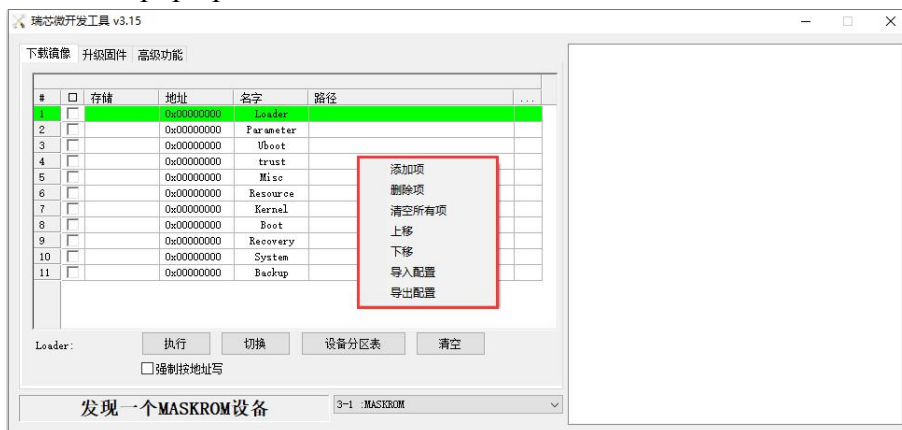 瑞芯微开发工具 v3.15
下载镜像 升级固件 高级功能
# 存储 地址 名字 路径 ...
1 0x00000000 Loader
2 0x00000000 Parameter
3 0x00000000 Uboot
4 0x00000000 trust
5 0x00000000 Misc
6 0x00000000 Resource
7 0x00000000 Kernel
8 0x00000000 Boot
9 0x00000000 Recovery
10 0x00000000 System
11 0x00000000 Backup
添加项
删除项
清空所有项
上移
下移
导入配置
导出配置
Loader: 执行 切换 设备分区表 清空
强制按地址写
发现一个MASKROM设备 3-1 :MASKROM